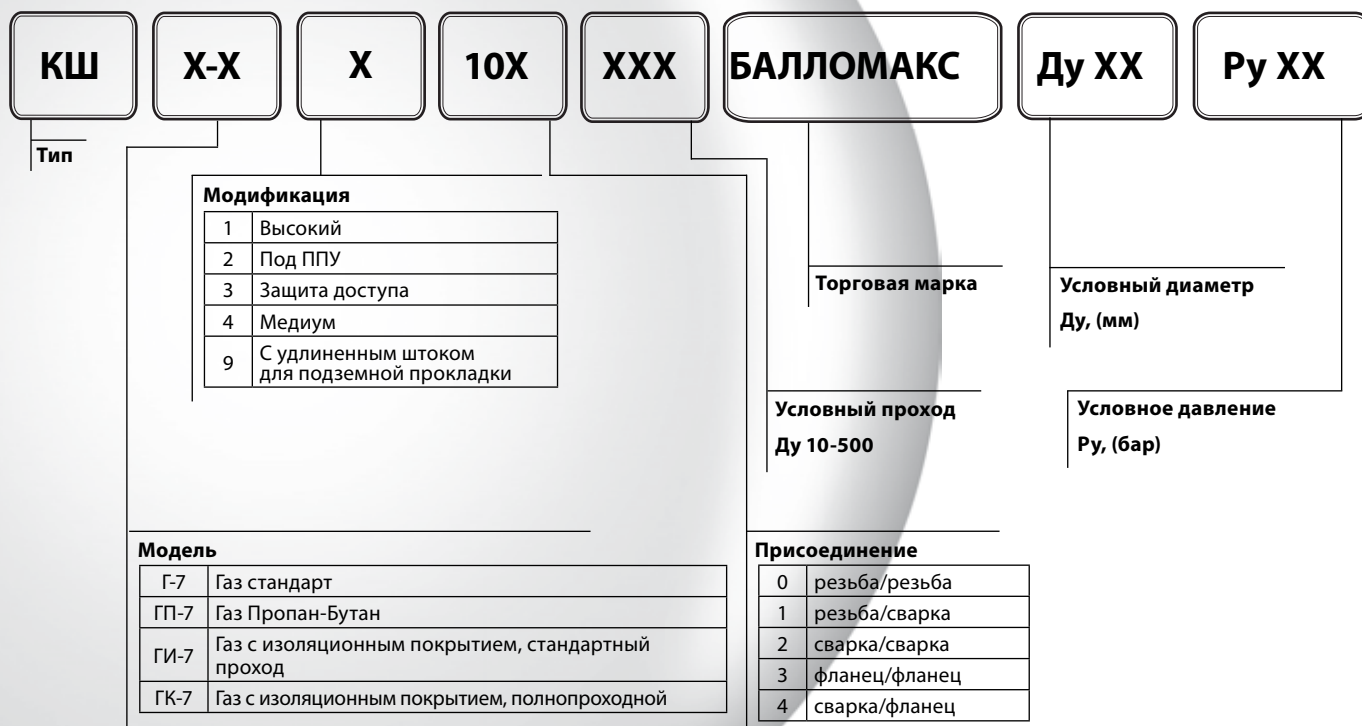 КШ Х-Х Х 10Х ХХХ БАЛЛОМАКС Ду ХХ Ру ХХ
Тип
Модификация
1 Высокий
2 Под ППУ
3 Защита доступа
4 Медиум
9 С удлиненным штоком
для подземной прокладки
Торговая марка
Условный диаметр
Ду, (мм)
Условный проход
Ду 10-500
Условное давление
Ру, (бар)
Модель
Г-7 Газ стандарт
ГП-7 Газ Пропан-Бутан
ГИ-7 Газ с изоляционным покрытием, стандартный
проход
ГК-7 Газ с изоляционным покрытием, полнопроходной
Присоединение
0 резьба/резьба
1 резьба/сварка
2 сварка/сварка
3 фланец/фланец
4 сварка/фланец